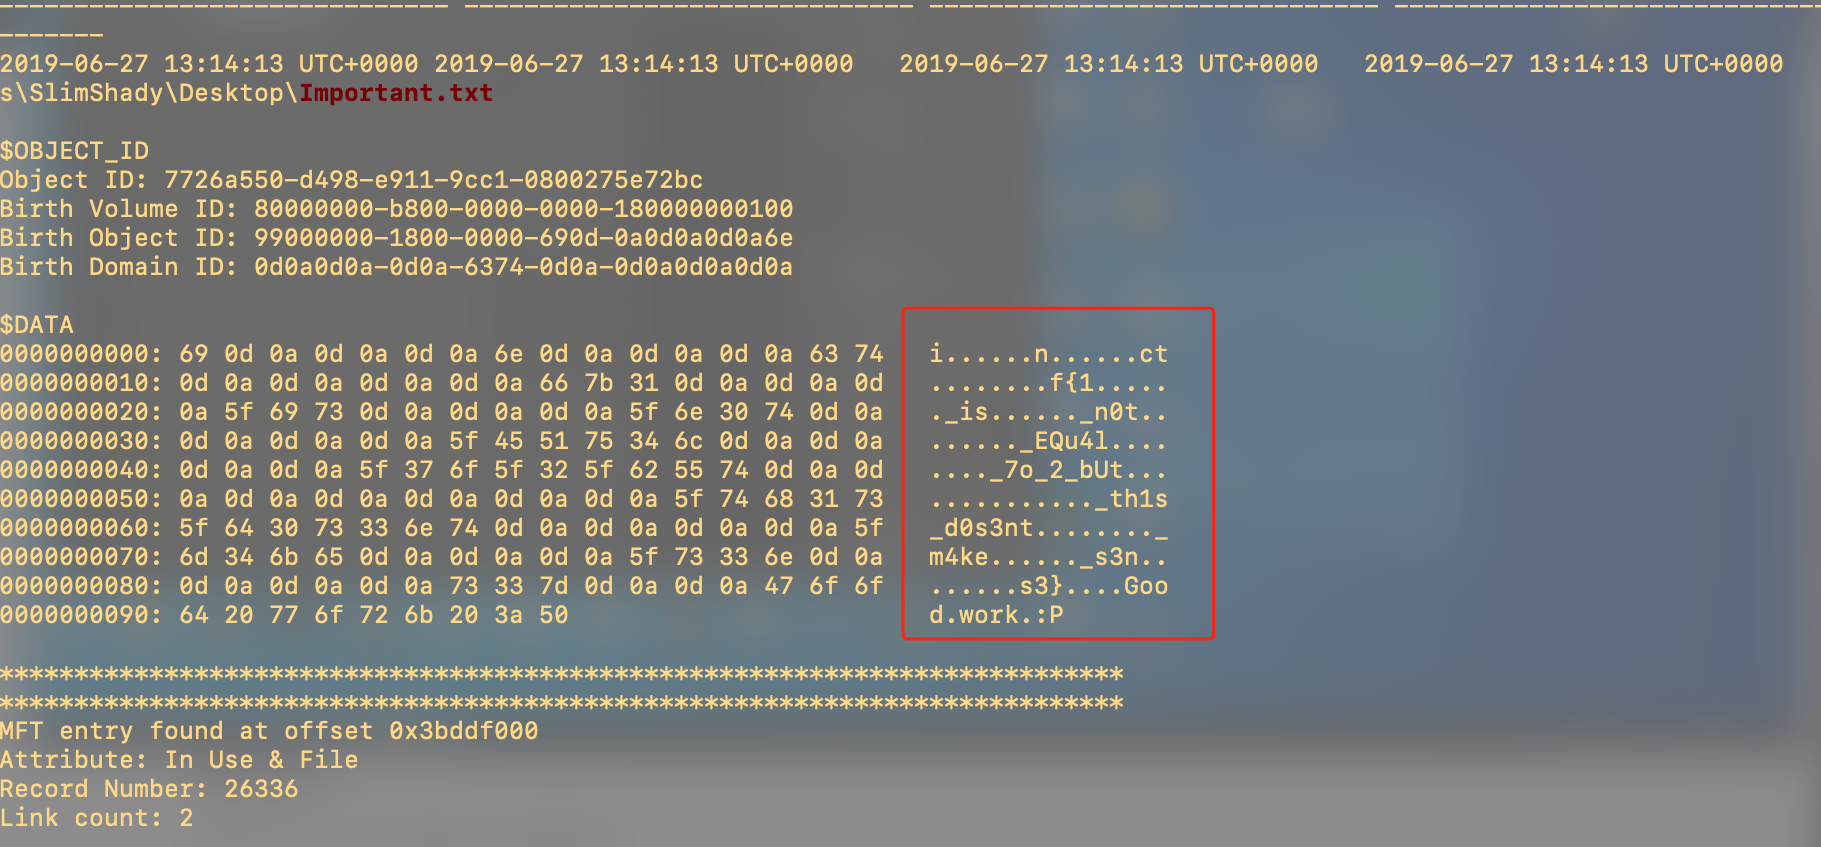 ------------------------------ ------------------------------ ------------------------------ -----------------------------
-------
2019-06-27 13:14:13 UTC+0000 2019-06-27 13:14:13 UTC+0000   2019-06-27 13:14:13 UTC+0000   2019-06-27 13:14:13 UTC+0000
s\SlimShady\Desktop\Important.txt
$OBJECT_ID
Object ID: 7726a550-d498-e911-9cc1-0800275e72bc
Birth Volume ID: 80000000-b800-0000-0000-180000000100
Birth Object ID: 99000000-1800-0000-690d-0a0d0a0d0a6e
Birth Domain ID: 0d0a0d0a-0d0a-6374-0d0a-0d0a0d0a0d0a
$DATA
0000000000: 69 0d 0a 0d 0a 0d 0a 6e 0d 0a 0d 0a 0d 0a 63 74   i......n......ct
0000000010: 0d 0a 0d 0a 0d 0a 0d 0a 66 7b 31 0d 0a 0d 0a 0d   ........f{1.....
0000000020: 0a 5f 69 73 0d 0a 0d 0a 0d 0a 5f 6e 30 74 0d 0a   ._is......_n0t..
0000000030: 0d 0a 0d 0a 0d 0a 5f 45 51 75 34 6c 0d 0a 0d 0a   ......_EQu4l....
0000000040: 0d 0a 0d 0a 5f 37 6f 5f 32 5f 62 55 74 0d 0a 0d   ...._7o_2_bUt...
0000000050: 0a 0d 0a 0d 0a 0d 0a 0d 0a 0d 0a 5f 74 68 31 73   ..........._th1s
0000000060: 5f 64 30 73 33 6e 74 0d 0a 0d 0a 0d 0a 0d 0a 5f   _d0s3nt........_
0000000070: 6d 34 6b 65 0d 0a 0d 0a 0d 0a 5f 73 33 6e 0d 0a   m4ke......_s3n..
0000000080: 0d 0a 0d 0a 0d 0a 73 33 7d 0d 0a 0d 0a 47 6f 6f   ......s3}....Goo
0000000090: 64 20 77 6f 72 6b 20 3a 50                        d.work.:P
***************************************************************************
***************************************************************************
MFT entry found at offset 0x3bddf000
Attribute: In Use & File
Record Number: 26336
Link count: 2